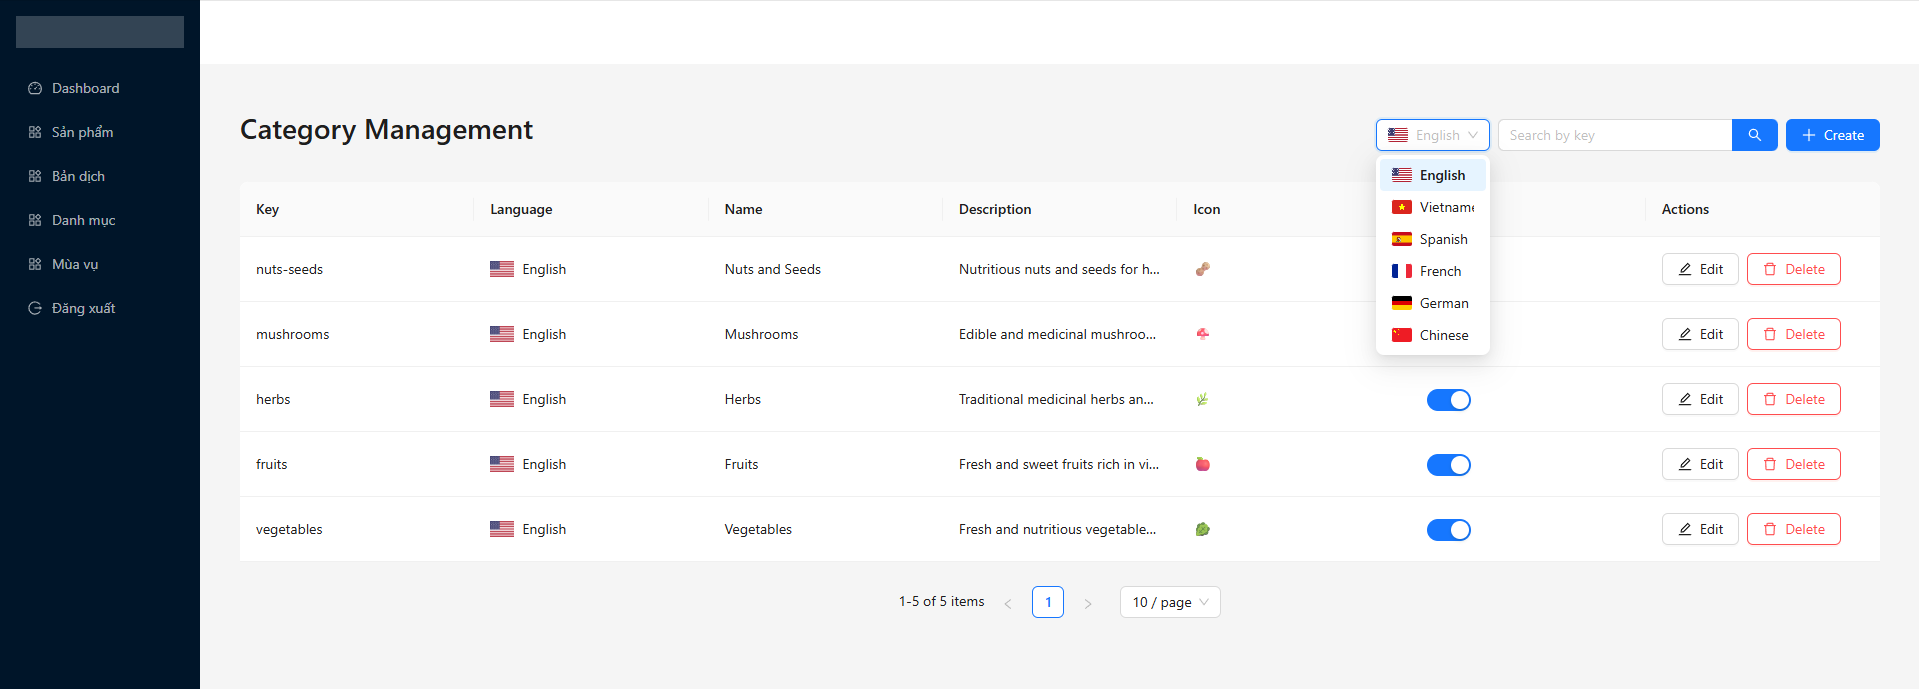 Dashboard
Sản phẩm
Bản dịch
Danh mục
Mùa vụ
Đăng xuất
Category Management
English
Search by key
Create
English
Vietname
Spanish
French
German
Chinese
Key Language Name Description Icon Actions
nuts-seeds English Nuts and Seeds Nutritious nuts and seeds for h... Edit Delete
mushrooms English Mushrooms Edible and medicinal mushroo... Edit Delete
herbs English Herbs Traditional medicinal herbs an... Edit Delete
fruits English Fruits Fresh and sweet fruits rich in vi... Edit Delete
vegetables English Vegetables Fresh and nutritious vegetable... Edit Delete
1-5 of 5 items < 1 > 10 / page